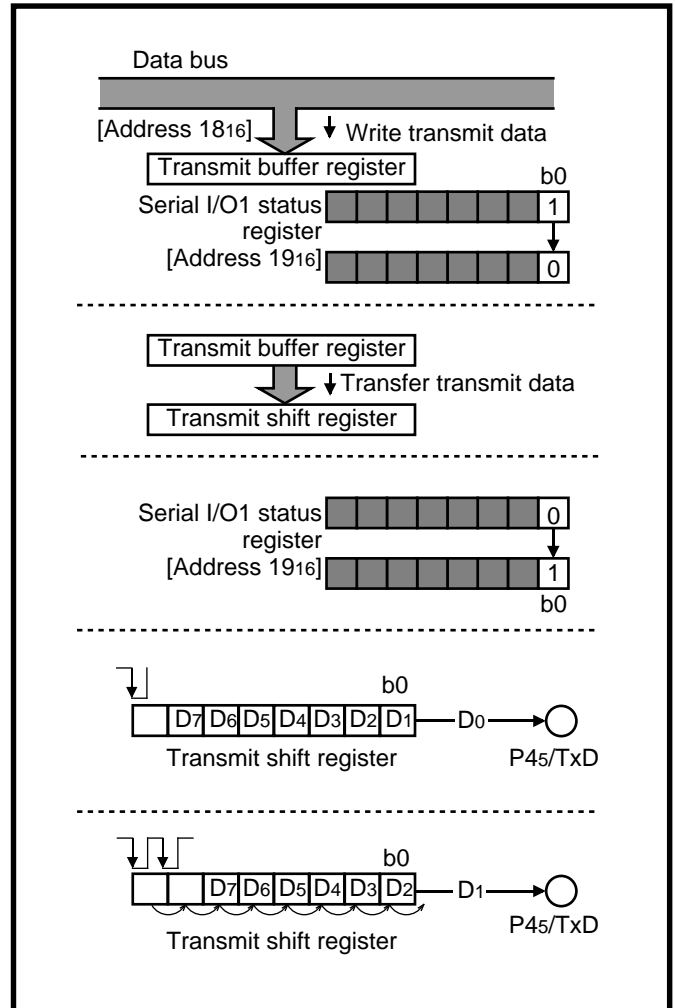 Data bus
[Address 1816]
Write transmit data
Transmit buffer register
b0
Serial I/O1 status
register
[Address 1916]
1
0
Transmit buffer register
Transfer transmit data
Transmit shift register
Serial I/O1 status
register
[Address 1916]
0
1
b0
b0
D7 D6 D5 D4 D3 D2 D1 D0
Transmit shift register P45/TxD
b0
D7 D6 D5 D4 D3 D2 D1
P45/TxD
Transmit shift register